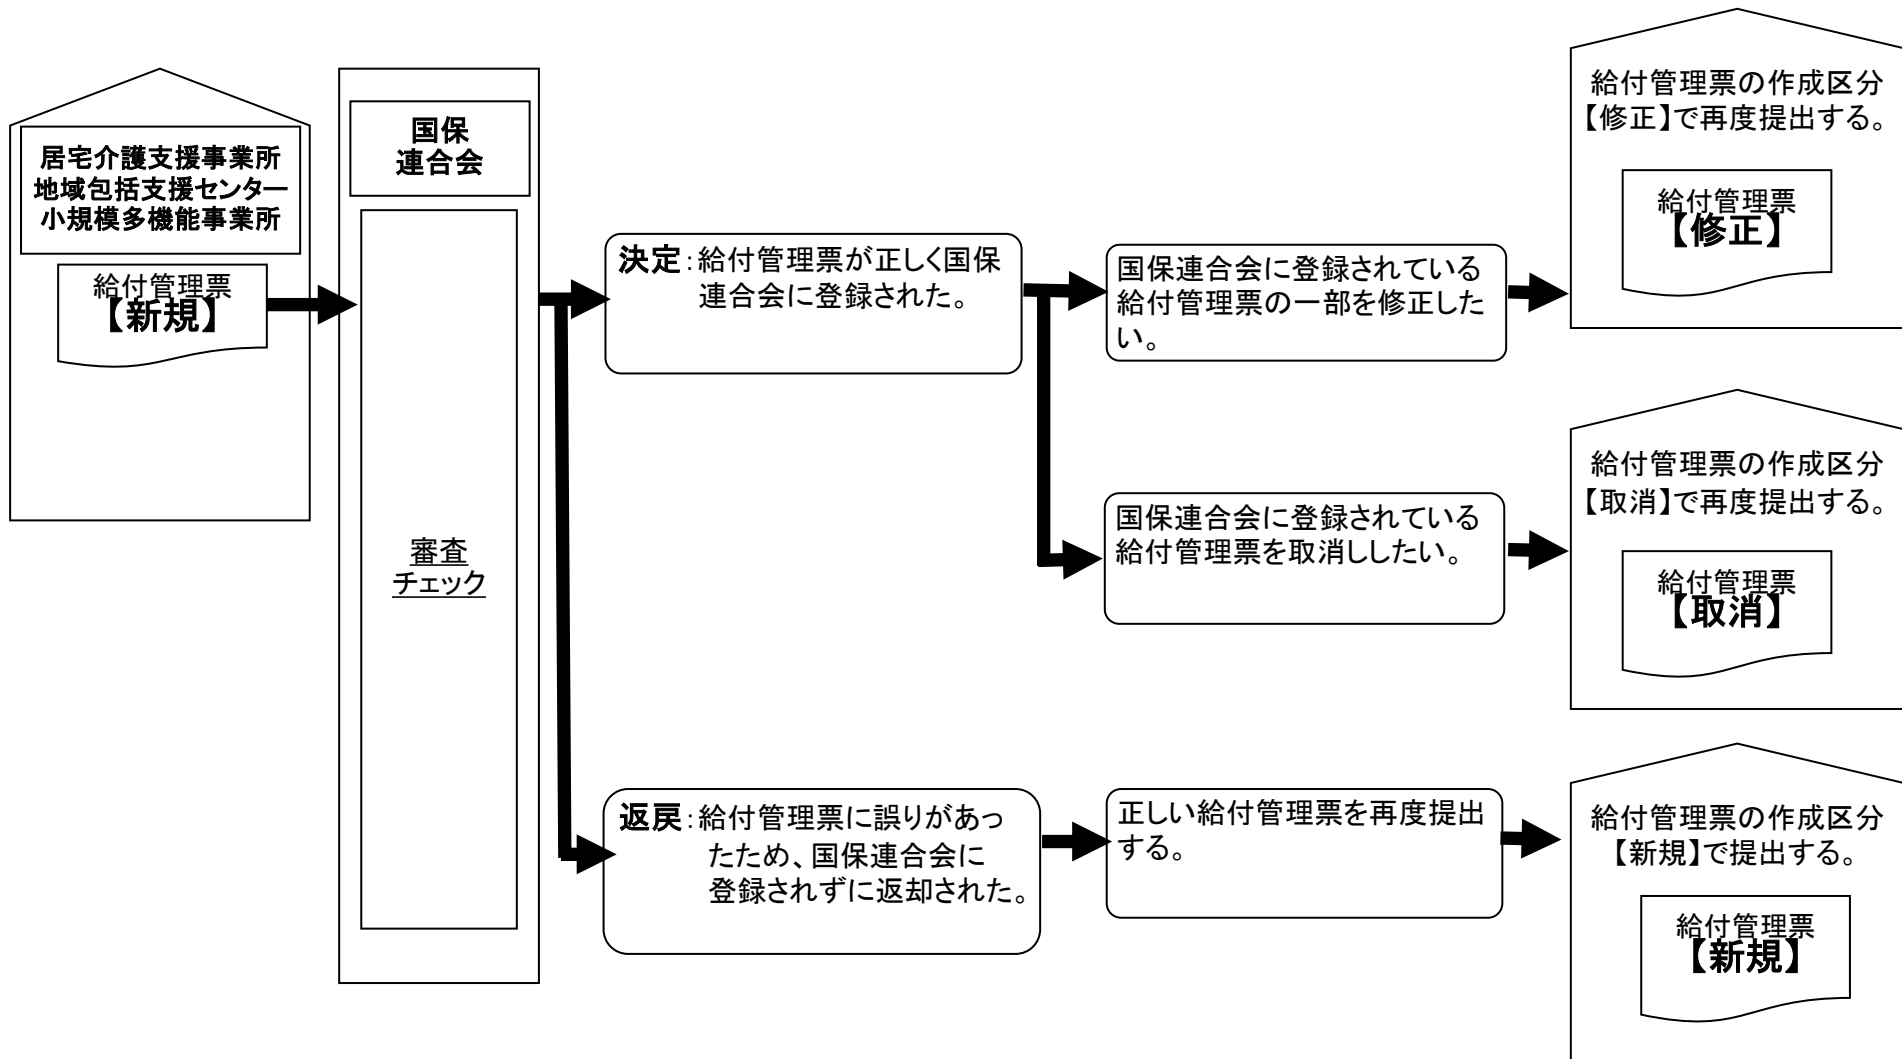 居宅介護支援事業所
地域包括支援センター
小規模多機能事業所
給付管理票
【新規】
国保
連合会
審査
チェック
決定：給付管理票が正しく国保
連合会に登録された。
国保連合会に登録されている
給付管理票の一部を修正した
い。
給付管理票の作成区分
【修正】で再度提出する。
給付管理票
【修正】
国保連合会に登録されている
給付管理票を取消ししたい。
給付管理票の作成区分
【取消】で再度提出する。
給付管理票
【取消】
返戻：給付管理票に誤りがあっ
たため、国保連合会に
登録されずに返却された。
正しい給付管理票を再度提出
する。
給付管理票の作成区分
【新規】で提出する。
給付管理票
【新規】